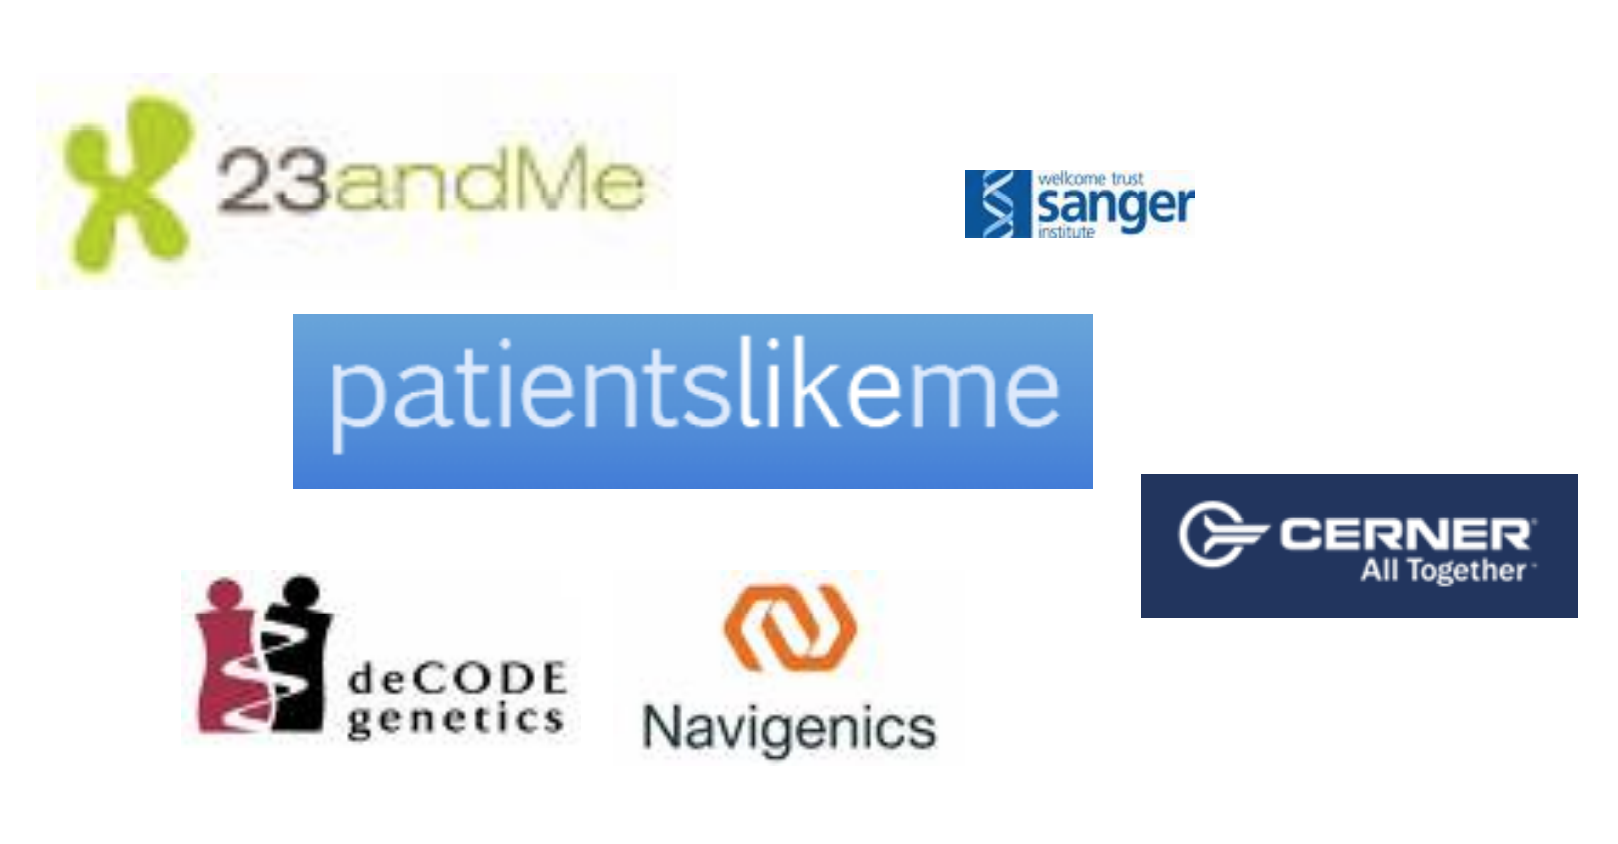 23andMe
wellcome trust
sanger
institute
patientslikeme
CERNER
All Together
deCODE
genetics
Navigenics